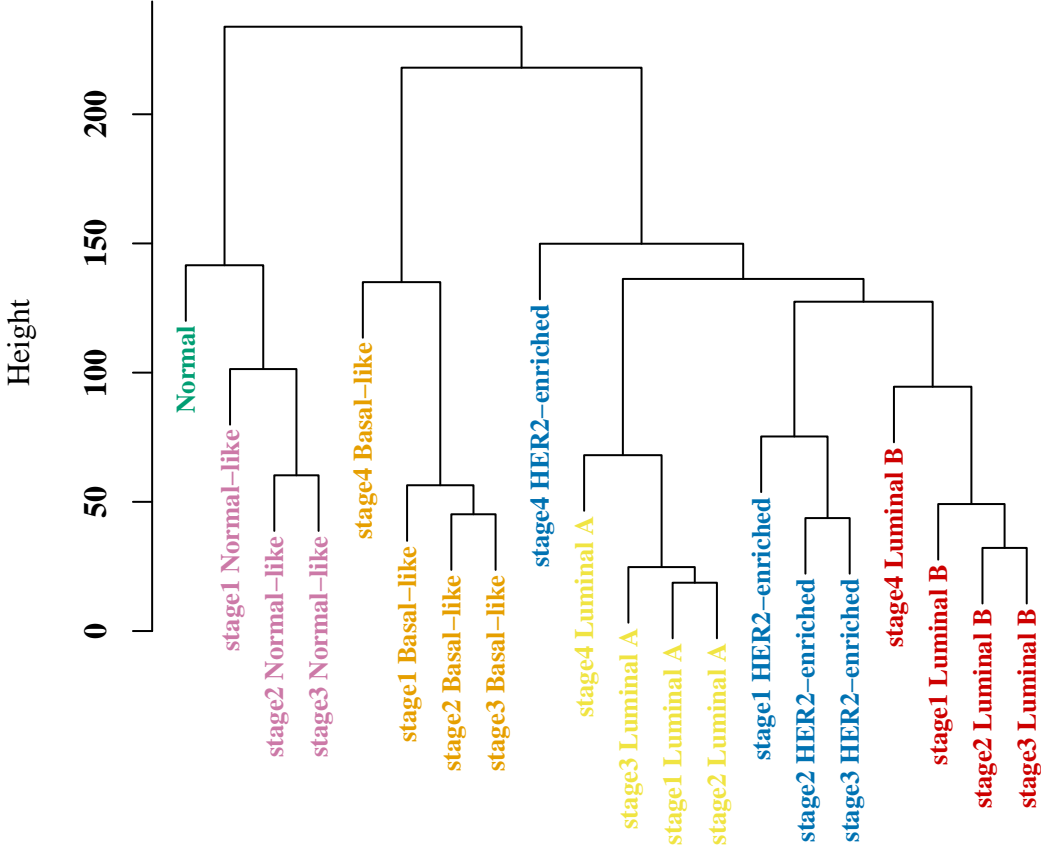 Height
200
150
100
50
0
Normal
stage1 Normal−like
stage2 Normal−like
stage3 Normal−like
stage4 Basal−like
stage1 Basal−like
stage2 Basal−like
stage3 Basal−like
stage4 HER2−enriched
stage4 Luminal A
stage3 Luminal A
stage1 Luminal A
stage2 Luminal A
stage1 HER2−enriched
stage2 HER2−enriched
stage3 HER2−enriched
stage4 Luminal B
stage1 Luminal B
stage2 Luminal B
stage3 Luminal B